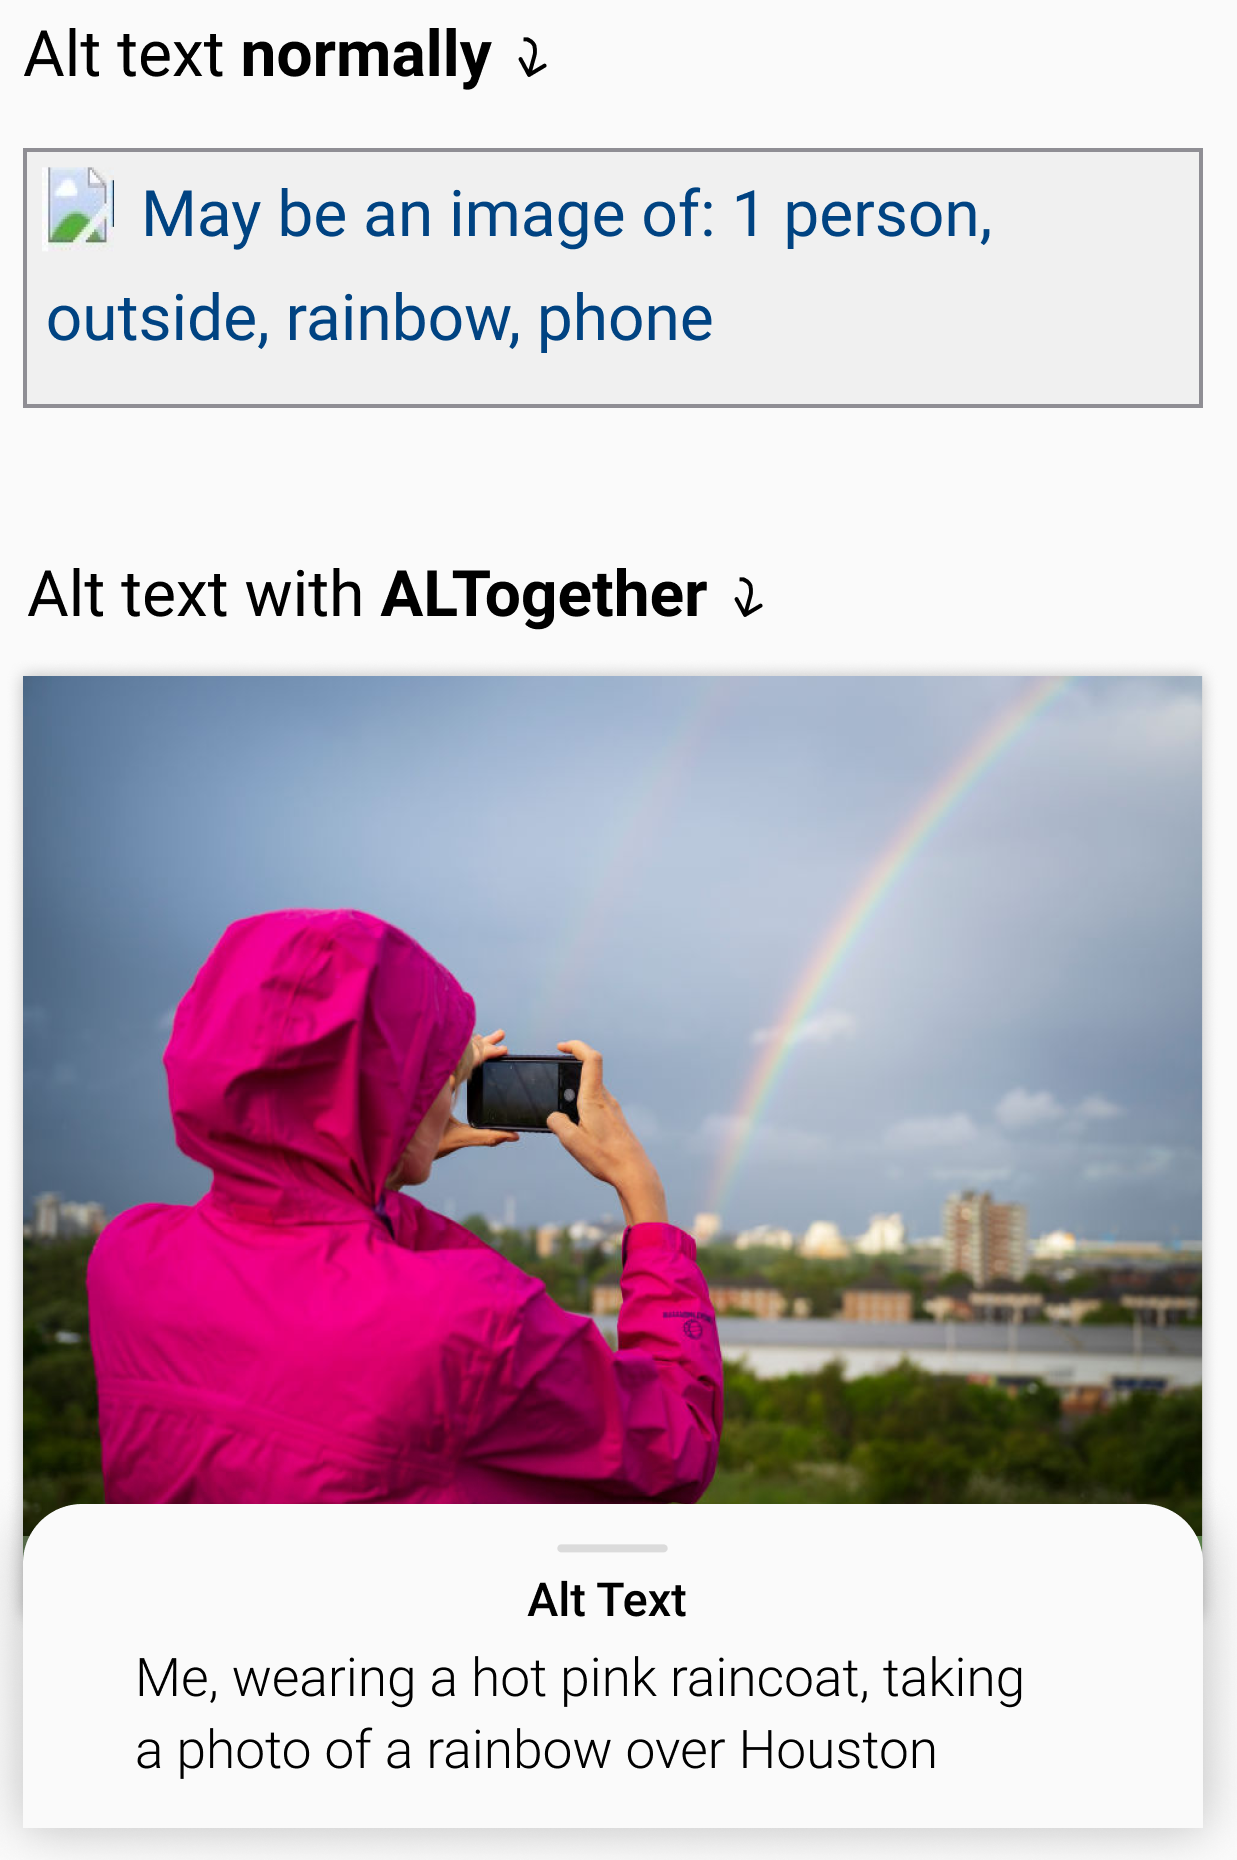 Alt text normally
May be an image of: 1 person,
outside, rainbow, phone
Alt text with ALTogether
Alt Text
Me, wearing a hot pink raincoat, taking
a photo of a rainbow over Houston